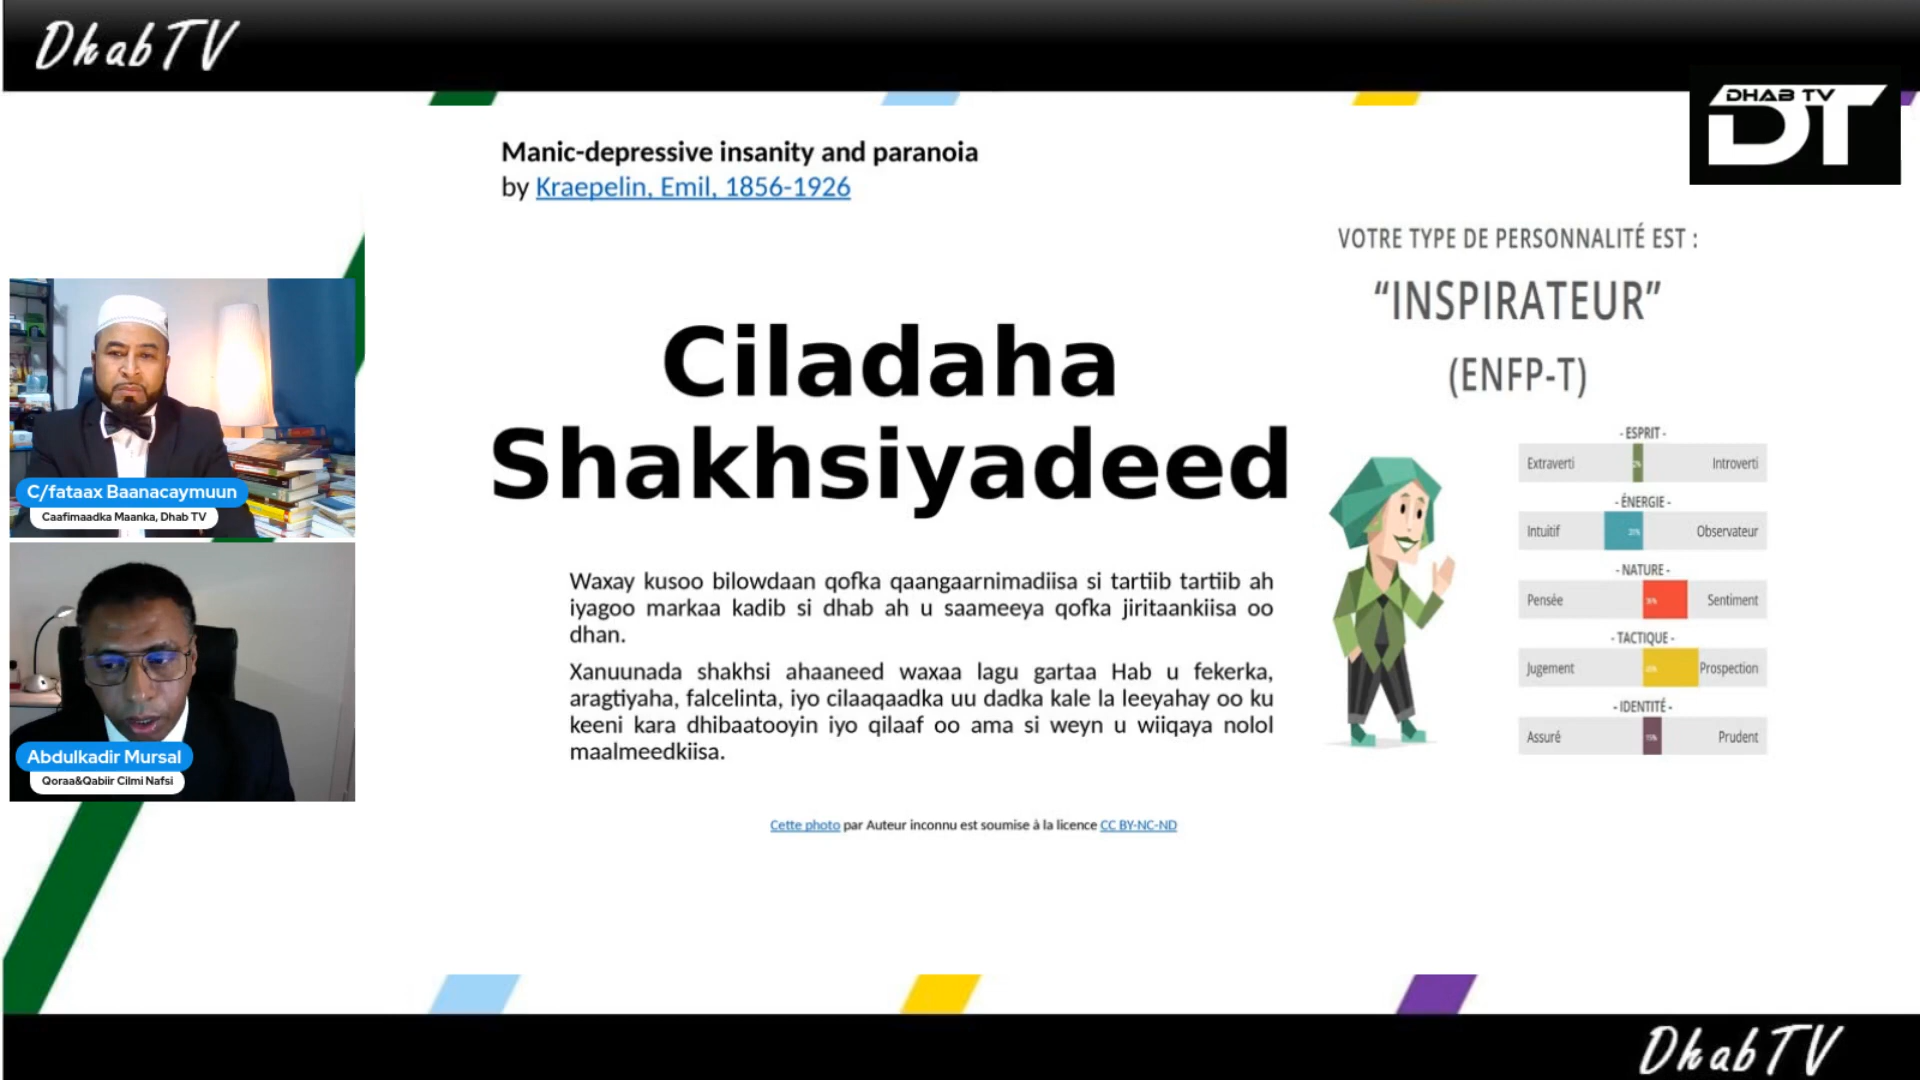 DhabTV
DHAB TV
DT
Manic-depressive insanity and paranoia
by Kraepelin, Emil, 1856-1926
Ciladaha
Shakhsiyadeed
Waxay kusoo bilowdaan qofka qaangaarnimadiisa si tartiib tartiib ah
iyagoo markaa kadib si dhab ah u saameeya qofka jiritaankiisa oo
dhan.
Xanuunada shakhsi ahaaneed waxaa lagu gartaa Hab u fekerka,
aragtiyaha, falcelinta, iyo cilaaqaadka uu dadka kale la leeyahay oo ku
keeni kara dhibaatooyin iyo qilaaf oo ama si weyn u wiiqaya nolol
maalmeedkiisa.
Cette photo par Auteur inconnu est soumise à la licence CC BY-NC-ND
VOTRE TYPE DE PERSONNALITÉ EST :
“INSPIRATEUR”
(ENFP-T)
- ESPRIT -
Extraverti Introverti
- ÉNERGIE -
Intuitif Observateur
- NATURE -
Pensée Sentiment
- TACTIQUE -
Jugement Prospection
- IDENTITÉ -
Assuré Prudent
C/fataax Baanacaymuun
Caafimaadka Maanka, Dhab TV
Abdulkadir Mursal
Qoraa&Qabiir Cilmi Nafsi
DhabTV